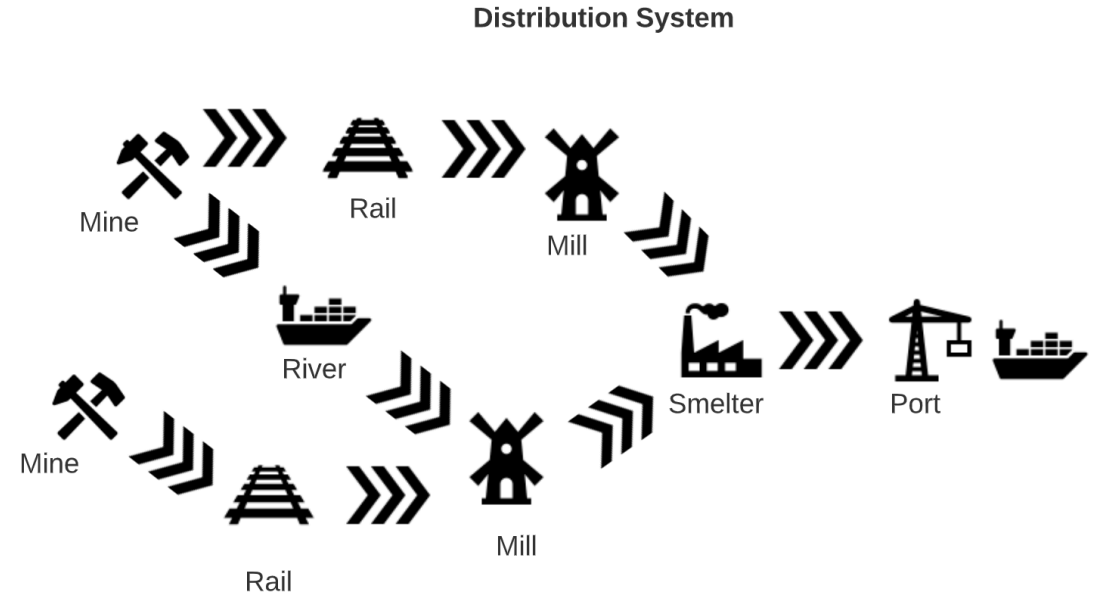 Distribution System
Mine
Rail
Mill
River
Smelter
Port
Mine
Mill
Rail